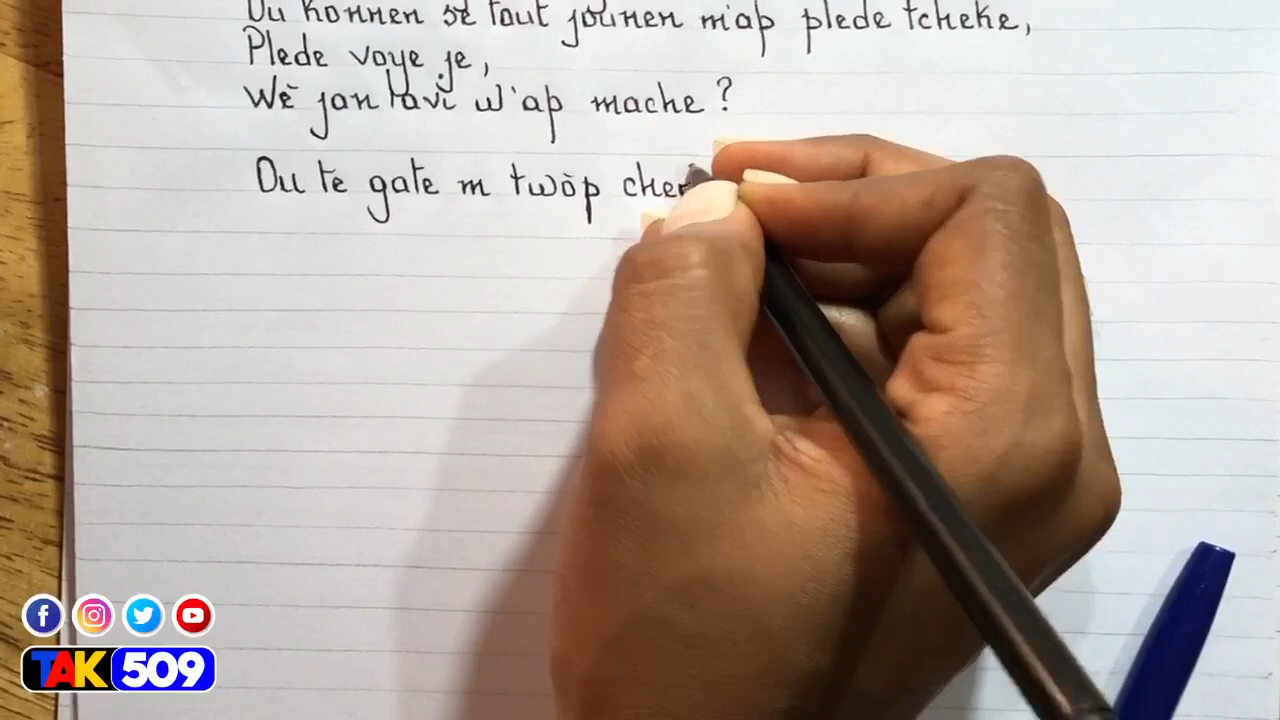 Ou konnen se tout jounen m'ap plede tcheke,
Plede voye je,
Wè jan lavi w'ap mache ?
Ou te gate m twòp cher
TAK 509